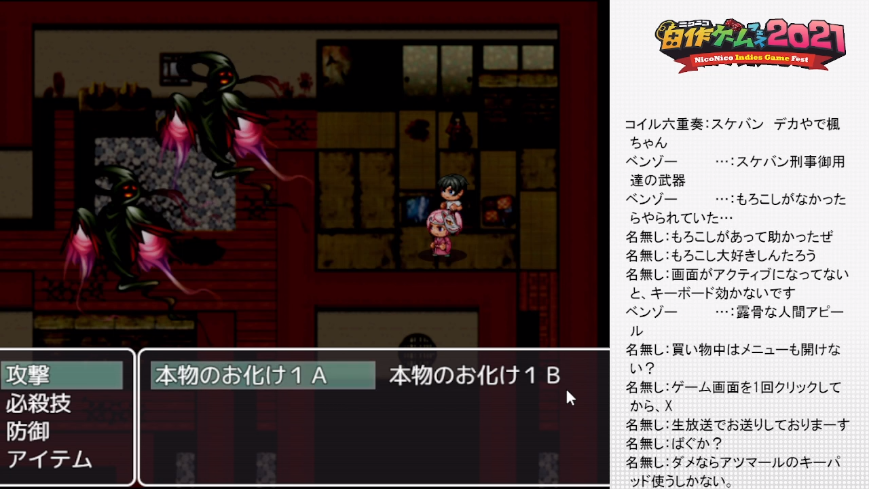 ニコニコ
自作ゲームフェス2021
NicoNico Indies Game Fest
コイル六重奏:スケバン　デカやで楓
ちゃん
ベンゾー　　…:スケバン刑事御用
達の武器
ベンゾー　　…:もろこしがなかった
らやられていた…
名無し:もろこしがあって助かったぜ
名無し:もろこし大好きしんたろう
名無し:画面がアクティブになってない
と、キーボード効かないです
ベンゾー　　…:露骨な人間アピー
ル
名無し:買い物中はメニューも開けな
い？
名無し:ゲーム画面を1回クリックして
から、X
名無し:生放送でお送りしておりまーす
名無し:ばぐか？
名無し:ダメならアツマールのキーパ
ッド使うしかない。
攻撃
必殺技
防御
アイテム
本物のお化け１Ａ　本物のお化け１Ｂ